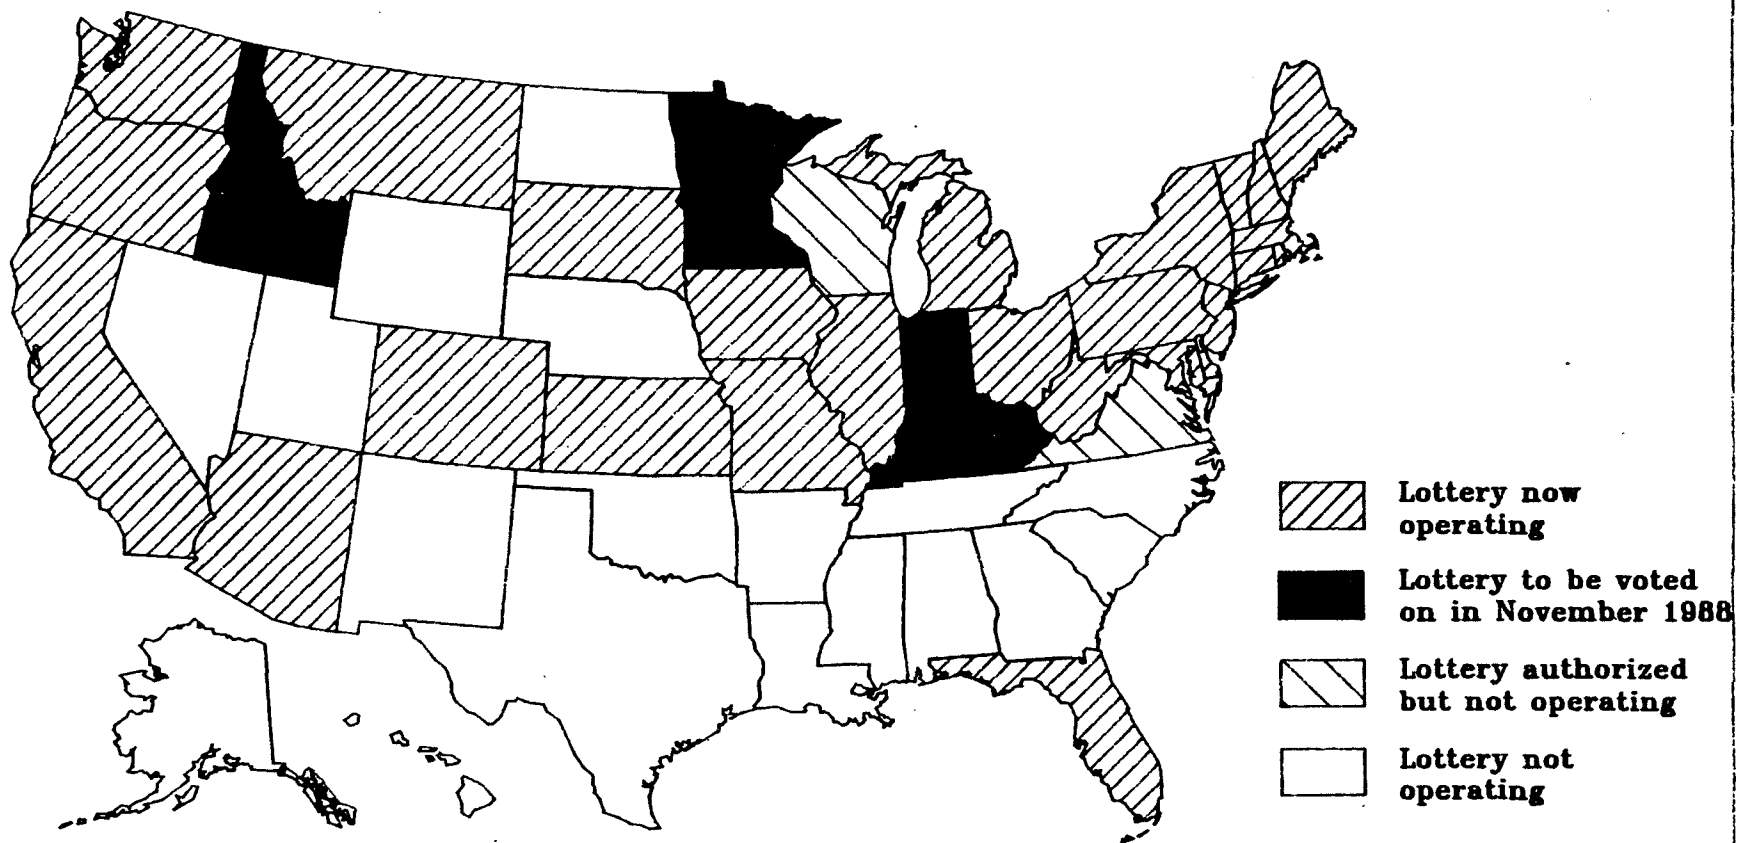 Lottery now
operating
Lottery to be voted
on in November 1988
Lottery authorized
but not operating
Lottery not
operating